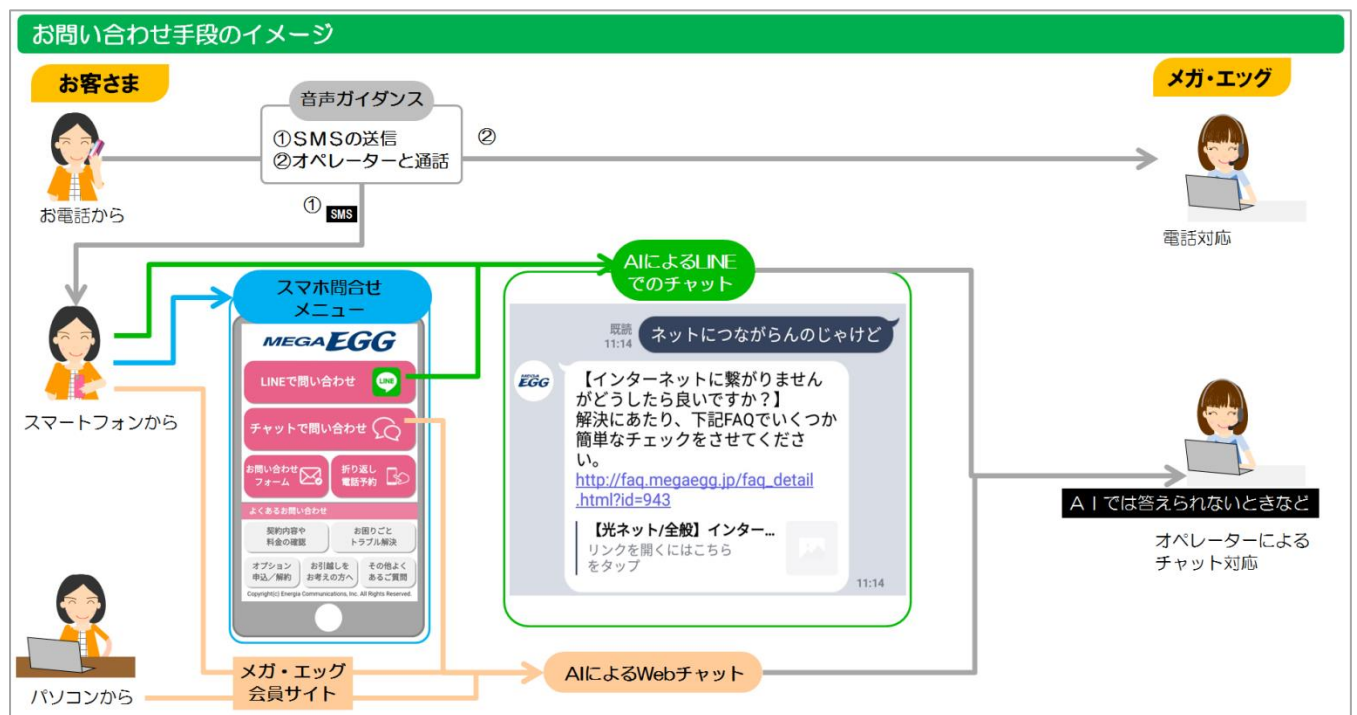 お問い合わせ手段のイメージ
お客さま
メガ・エッグ
音声ガイダンス
①SMSの送信
②オペレーターと通話
②
お電話から
① SMS
電話対応
AIによるLINE
でのチャット
スマホ問合せ
メニュー
MEGA EGG
LINEで問い合わせ
LINE
チャットで問い合わせ
お問い合わせ
フォーム
折り返し
電話予約
よくあるお問い合わせ
契約内容や
料金の確認
お困りごと
トラブル解決
オプション
申込/解約
お引越しを
お考えの方へ
その他よく
あるご質問
Copyright(c) Energia Communications, Inc. All Rights Reserved.
スマートフォンから
既読
11:14
ネットにつながらんのじゃけど
MEGA EGG
【インターネットに繋がりません
がどうしたら良いですか?】
解決にあたり、下記FAQでいくつか
簡単なチェックをさせてくださ
い。
http://faq.megaegg.jp/faq_detail
.html?id=943
【光ネット/全般】インター...
リンクを開くにはこちら
をタップ
11:14
AIでは答えられないときなど
オペレーターによる
チャット対応
パソコンから
メガ・エッグ
会員サイト
AIによるWebチャット